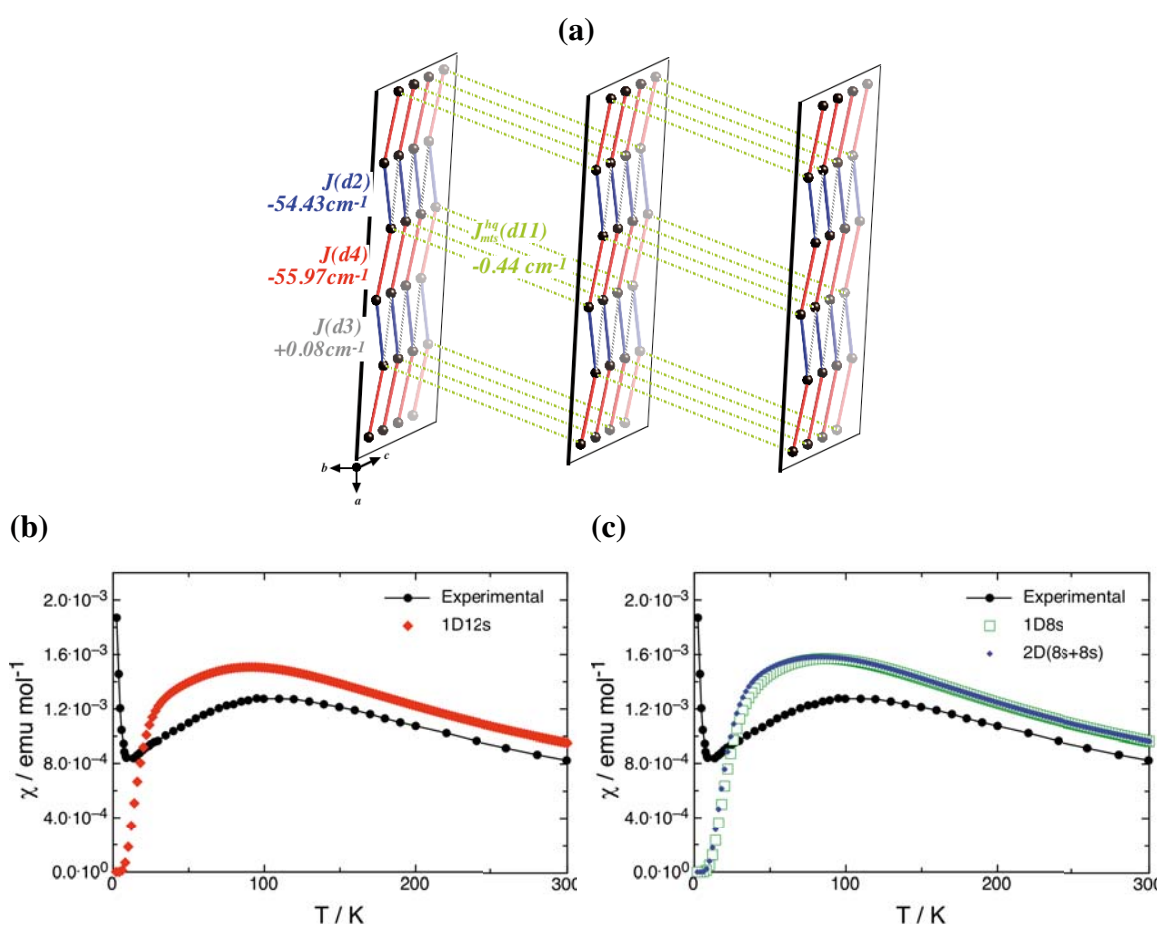 (a)
J(d2)
-54.43cm-1
J(d4)
-55.97cm-1
J(d3)
+0.08cm-1
J hq mts (d11)
-0.44 cm-1
b
c
a
(b)
χ / emu mol-1
2.0·10-3
1.6·10-3
1.2·10-3
8.0·10-4
4.0·10-4
0.0·100
Experimental
1D12s
0
100
200
300
T / K
(c)
χ / emu mol-1
2.0·10-3
1.6·10-3
1.2·10-3
8.0·10-4
4.0·10-4
0.0·100
Experimental
1D8s
2D(8s+8s)
0
100
200
300
T / K